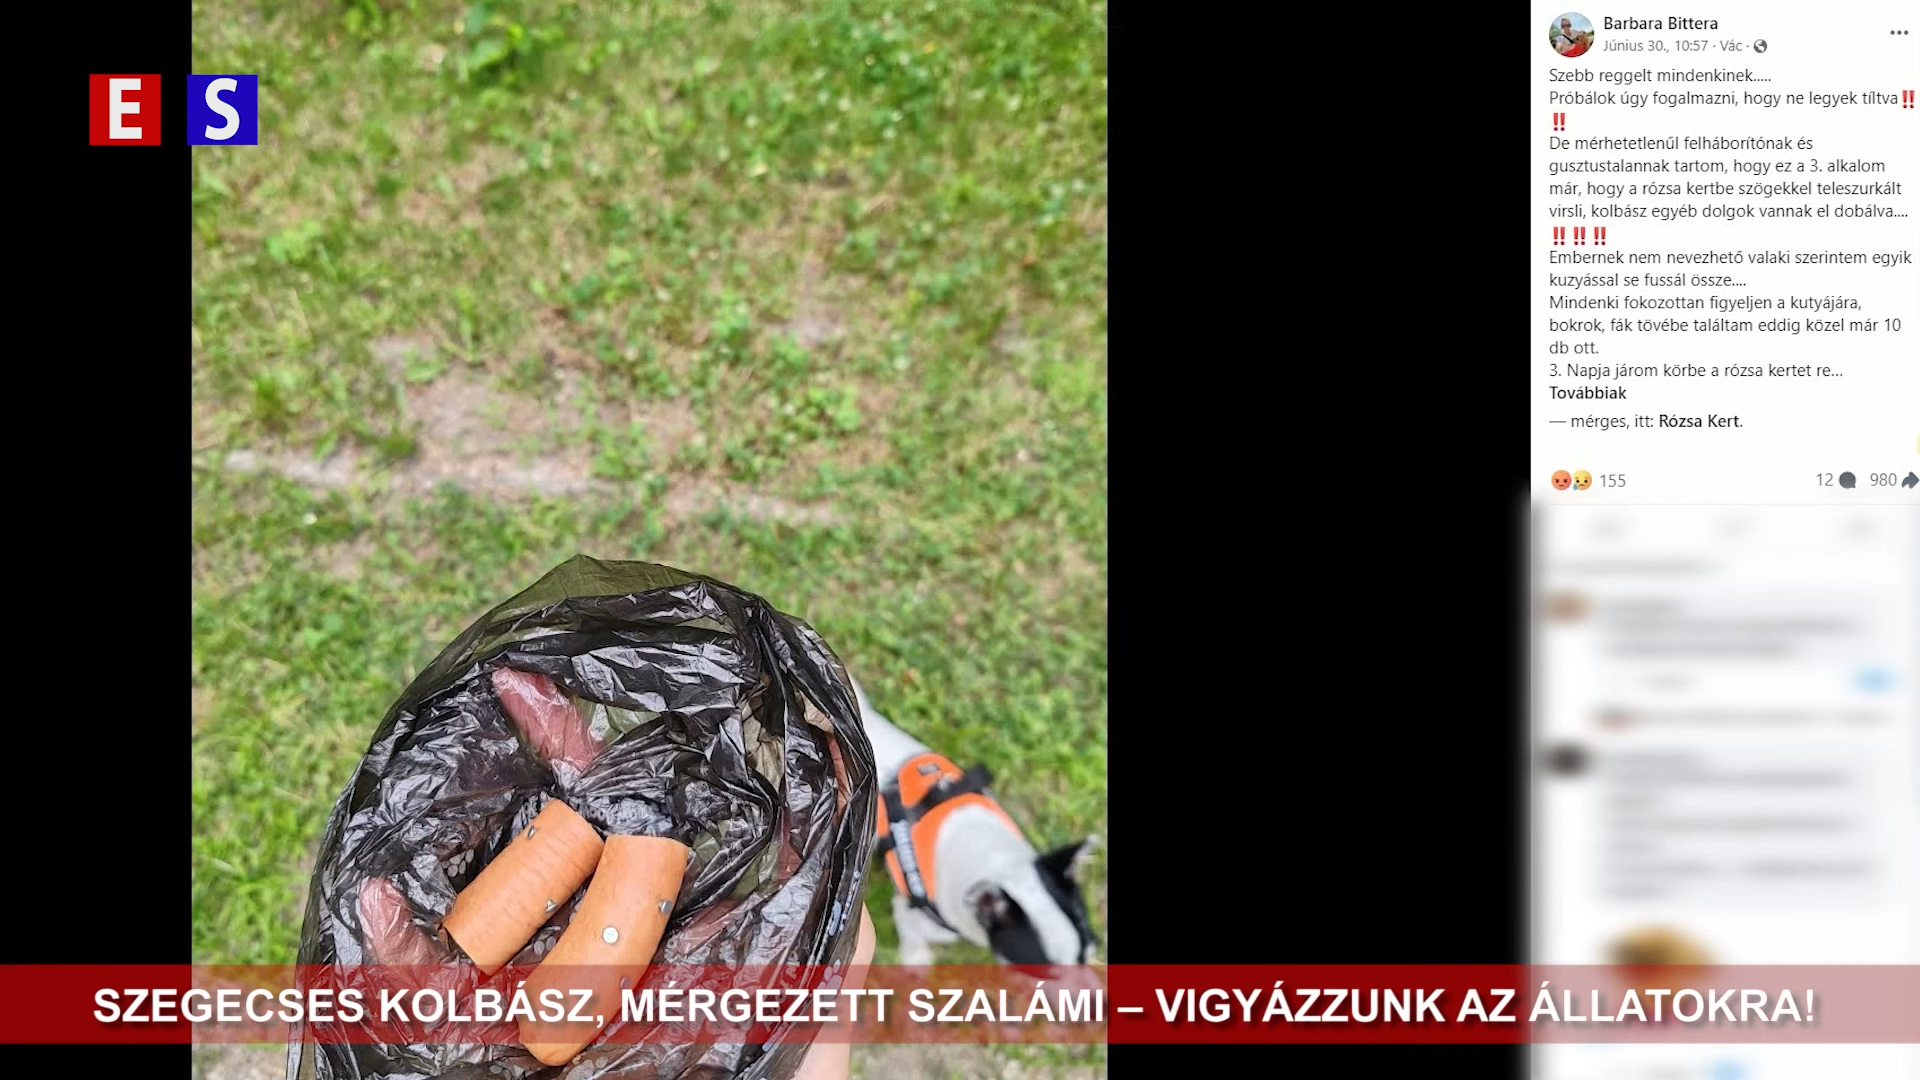 E S
Barbara Bittera
Június 30., 10:57 · Vác ·
Szebb reggelt mindenkinek.....
Próbálok úgy fogalmazni, hogy ne legyek tíltva‼
‼
De mérhetetlenűl felháborítónak és
gusztustalannak tartom, hogy ez a 3. alkalom
már, hogy a rózsa kertbe szögekkel teleszurkált
virsli, kolbász egyéb dolgok vannak el dobálva....
‼‼‼
Embernek nem nevezhető valaki szerintem egyik
kuzyással se fussál össze....
Mindenki fokozottan figyeljen a kutyájára,
bokrok, fák tövébe találtam eddig közel már 10
db ott.
3. Napja járom körbe a rózsa kertet re...
Továbbiak
— mérges, itt: Rózsa Kert.
155 12 980
SZEGECSES KOLBÁSZ, MÉRGEZETT SZALÁMI – VIGYÁZZUNK AZ ÁLLATOKRA!